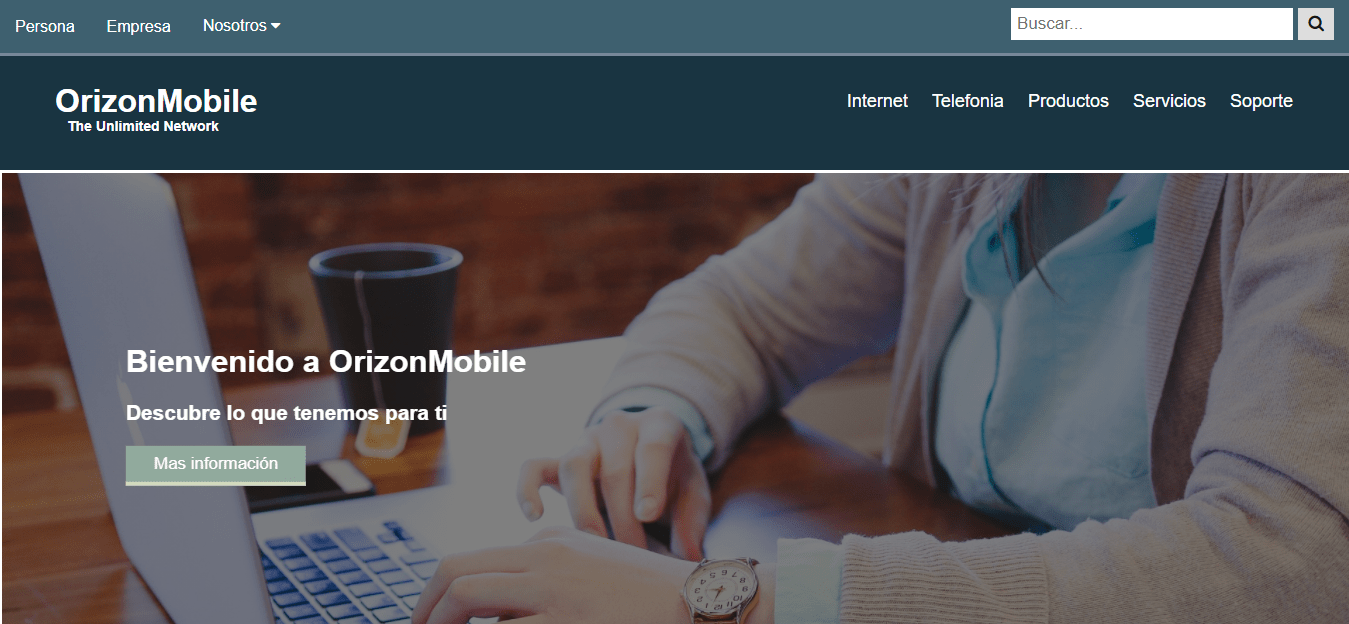 Persona Empresa Nosotros
Buscar...
OrizonMobile
The Unlimited Network
Internet Telefonia Productos Servicios Soporte
Bienvenido a OrizonMobile
Descubre lo que tenemos para ti
Mas información